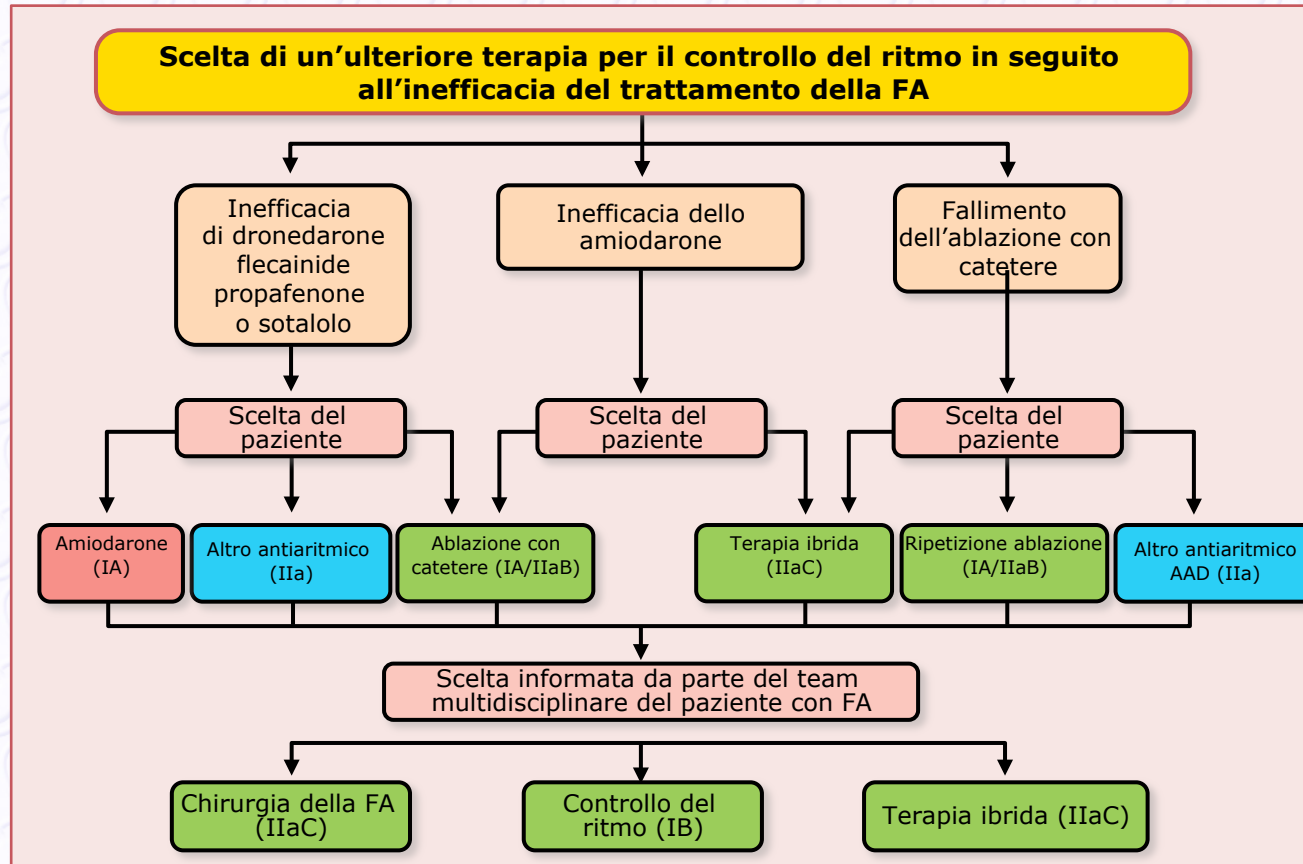 Scelta di un'ulteriore terapia per il controllo del ritmo in seguito
all'inefficacia del trattamento della FA
Inefficacia
di dronedarone
flecainide
propafenone
o sotalolo
Inefficacia dello
amiodarone
Fallimento
dell'ablazione con
catetere
Scelta del
paziente
Scelta del
paziente
Scelta del
paziente
Amiodarone
(IA)
Altro antiaritmico
(IIa)
Ablazione con
catetere (IA/IIaB)
Terapia ibrida
(IIaC)
Ripetizione ablazione
(IA/IIaB)
Altro antiaritmico
AAD (IIa)
Scelta informata da parte del team
multidisciplinare del paziente con FA
Chirurgia della FA
(IIaC)
Controllo del
ritmo (IB)
Terapia ibrida (IIaC)